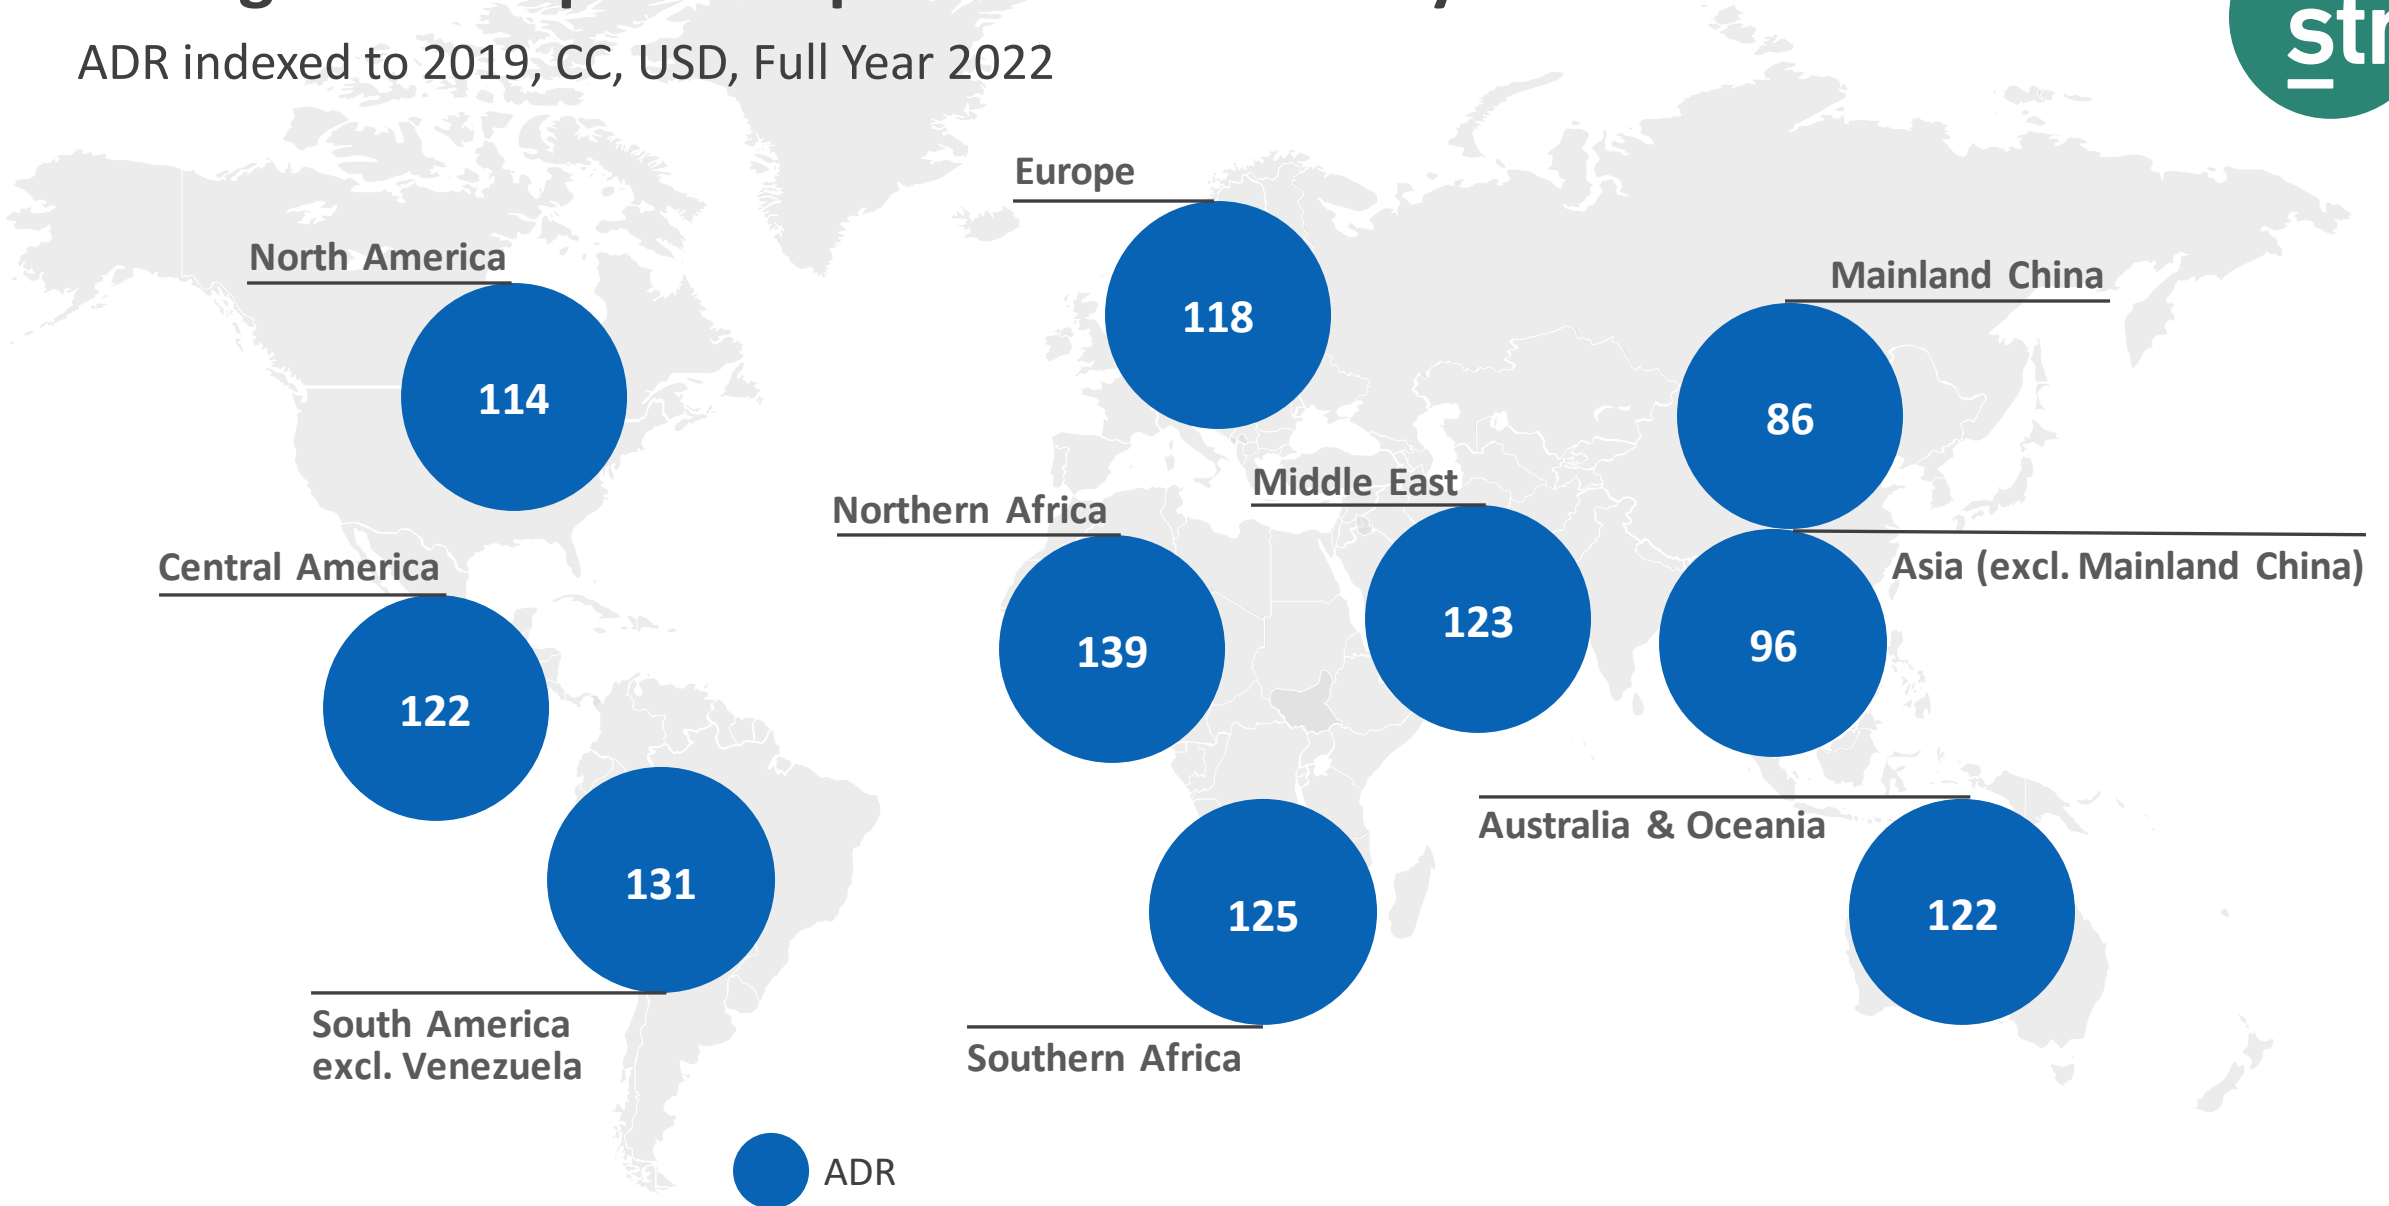 ADR indexed to 2019, CC, USD, Full Year 2022
str
Europe
North America
Mainland China
118
114
86
Middle East
Northern Africa
Central America
Asia (excl. Mainland China)
123
139
96
122
Australia & Oceania
131
125
122
South America
excl. Venezuela
Southern Africa
ADR